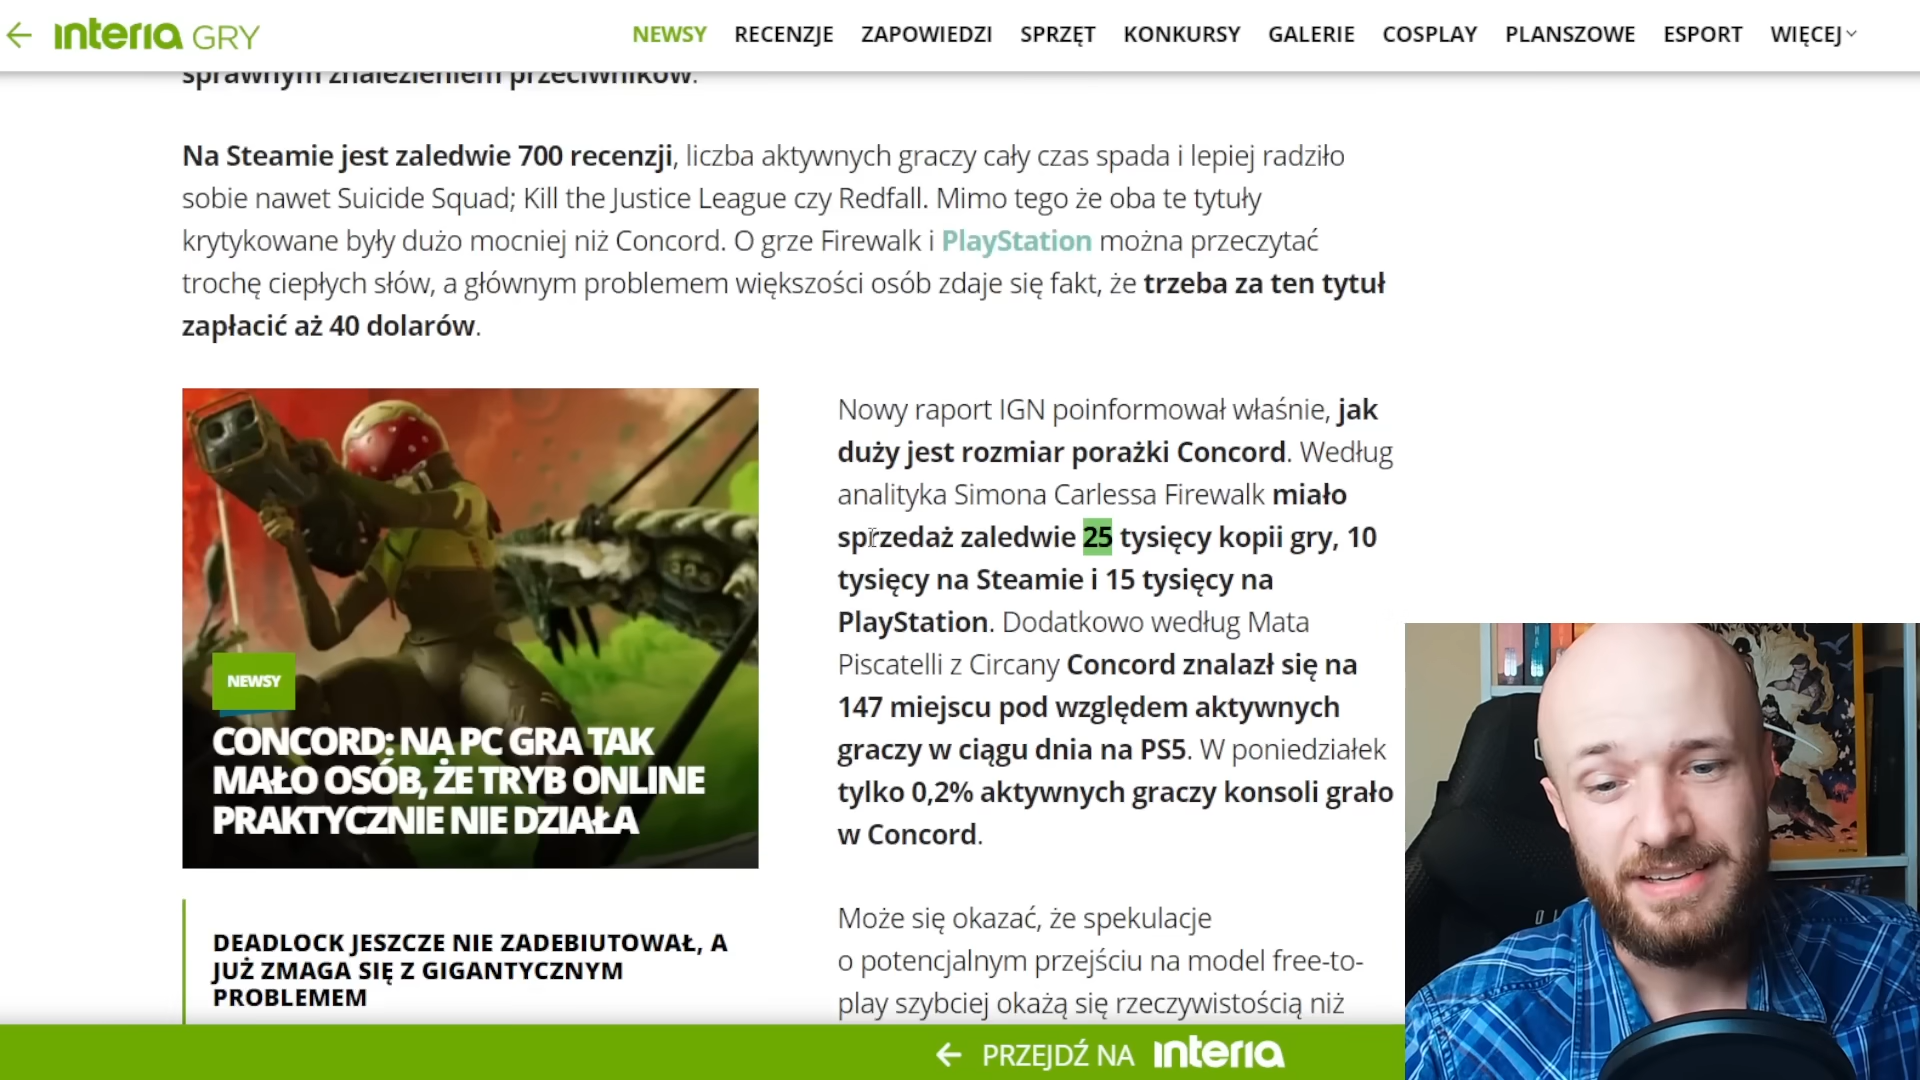 interia GRY
NEWSY RECENZJE ZAPOWIEDZI SPRZĘT KONKURSY GALERIE COSPLAY PLANSZOWE ESPORT WIĘCEJ
sprawnym znalezieniem przeciwników.
Na Steamie jest zaledwie 700 recenzji, liczba aktywnych graczy cały czas spada i lepiej radziło
sobie nawet Suicide Squad; Kill the Justice League czy Redfall. Mimo tego że oba te tytuły
krytykowane były dużo mocniej niż Concord. O grze Firewalk i PlayStation można przeczytać
trochę ciepłych słów, a głównym problemem większości osób zdaje się fakt, że trzeba za ten tytuł
zapłacić aż 40 dolarów.
NEWSY
CONCORD: NA PC GRA TAK
MAŁO OSÓB, ŻE TRYB ONLINE
PRAKTYCZNIE NIE DZIAŁA
DEADLOCK JESZCZE NIE ZADEBIUTOWAŁ, A
JUŻ ZMAGA SIĘ Z GIGANTYCZNYM
PROBLEMEM
Nowy raport IGN poinformował właśnie, jak
duży jest rozmiar porażki Concord. Według
analityka Simona Carlessa Firewalk miało
sprzedaż zaledwie 25 tysięcy kopii gry, 10
tysięcy na Steamie i 15 tysięcy na
PlayStation. Dodatkowo według Mata
Piscatelli z Circany Concord znalazł się na
147 miejscu pod względem aktywnych
graczy w ciągu dnia na PS5. W poniedziałek
tylko 0,2% aktywnych graczy konsoli grało
w Concord.
Może się okazać, że spekulacje
o potencjalnym przejściu na model free-to-
play szybciej okażą się rzeczywistością niż
PRZEJDŹ NA interia